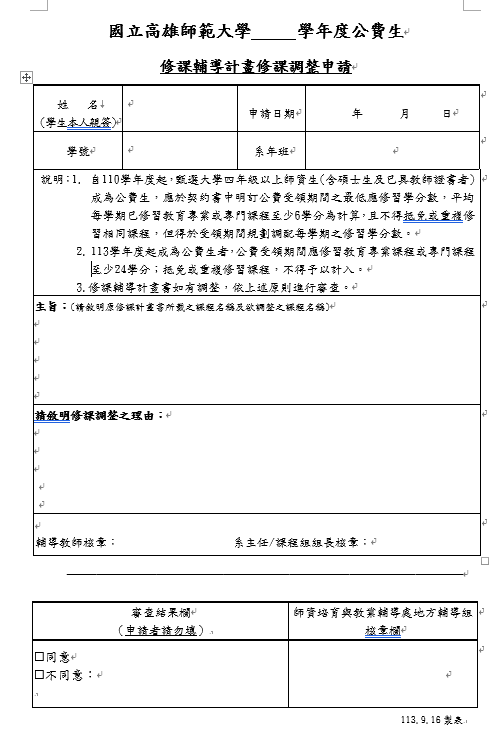 國立高雄師範大學_____學年度公費生
修課輔導計畫修課調整申請
姓 名
(學生本人親簽)
申請日期
年 月 日
學號
系年班
說明：1. 自110學年度起，甄選大學四年級以上師資生(含碩士生及已具教師證書者)
成為公費生，應於契約書中明訂公費受領期間之最低應修習學分數，平均
每學期已修習教育專業或專門課程至少6學分為計算，且不得抵免或重複修
習相同課程，但得於受領期間規劃調配每學期之修習學分數。
2. 113學年度起成為公費生者，公費受領期間應修習教育專業課程或專門課程
至少24學分；抵免或重複修習課程，不得予以計入。
3.修課輔導計畫書如有調整，依上述原則進行審查。
主旨：(請敘明原修課計畫書所載之課程名稱及欲調整之課程名稱)
請敘明修課調整之理由：
輔導教師核章： 系主任/課程組組長核章：
審查結果欄
（申請者請勿填）
師資培育與就業輔導處地方輔導組
核章欄
□同意
□不同意：
113.9.16 製表